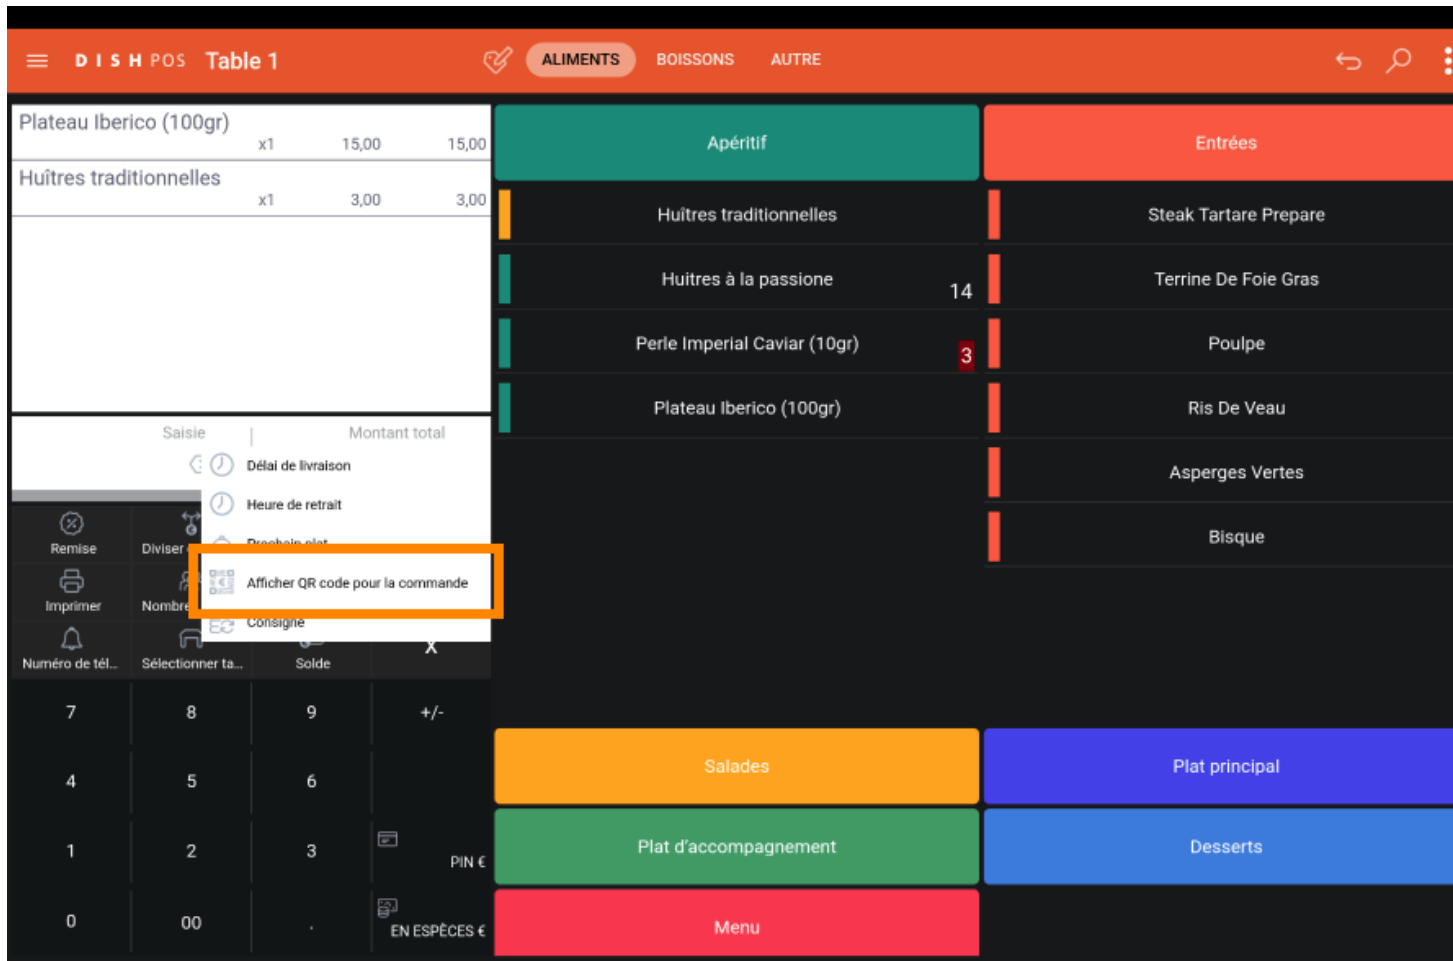 DISH POS Table 1
ALIMENTS BOISSONS AUTRE
Plateau Iberico (100gr)
x1 15,00 15,00
Huîtres traditionnelles
x1 3,00 3,00
Saisie | Montant total
Délai de livraison
Heure de retrait
Prochain plat
Afficher QR code pour la commande
Consigne
Remise
Diviser
Imprimer
Nombre
Numéro de tél...
Sélectionner ta...
Solde
X
7 8 9 +/-
4 5 6
1 2 3 PIN €
0 00 . EN ESPÈCES €
Apéritif
Huîtres traditionnelles
Huitres à la passione
14
Perle Imperial Caviar (10gr)
3
Plateau Iberico (100gr)
Entrées
Steak Tartare Prepare
Terrine De Foie Gras
Poulpe
Ris De Veau
Asperges Vertes
Bisque
Salades
Plat principal
Plat d'accompagnement
Desserts
Menu